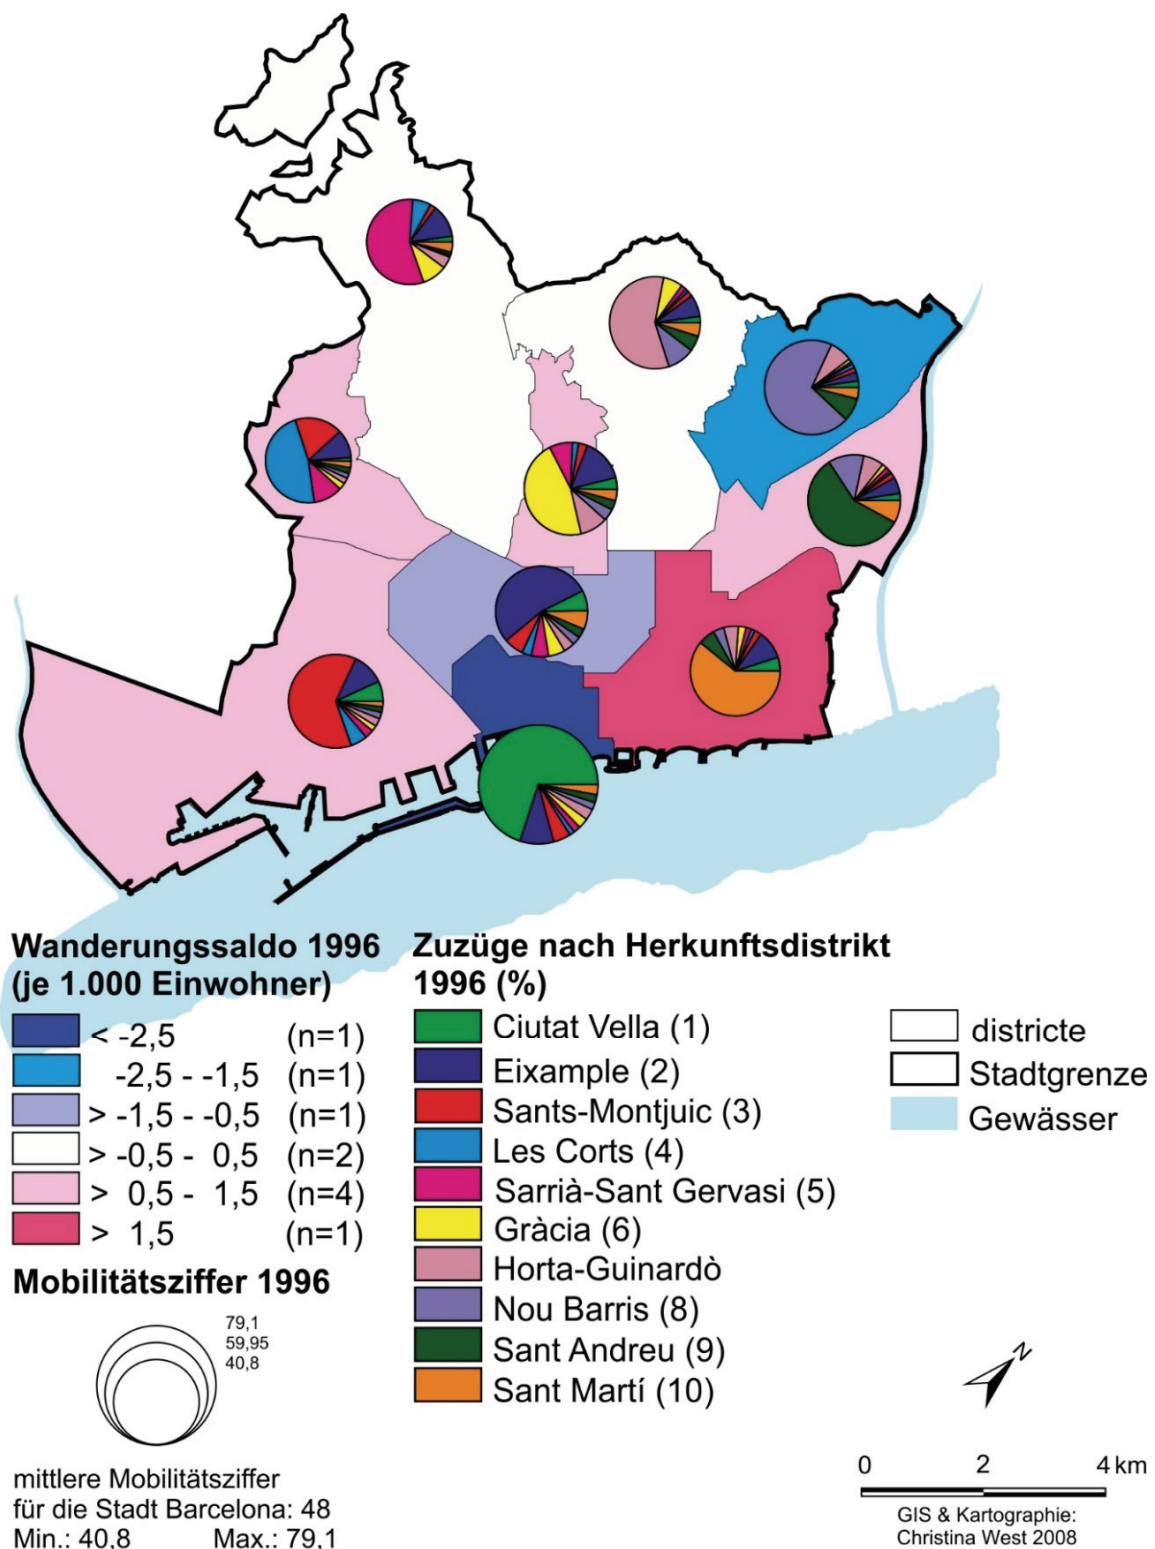 Wanderungssaldo 1996
(je 1.000 Einwohner)
< -2,5 (n=1)
-2,5 - -1,5 (n=1)
> -1,5 - -0,5 (n=1)
> -0,5 - 0,5 (n=2)
> 0,5 - 1,5 (n=4)
> 1,5 (n=1)
Mobilitätsziffer 1996
79,1
59,95
40,8
mittlere Mobilitätsziffer
für die Stadt Barcelona: 48
Min.: 40,8 Max.: 79,1
Zuzüge nach Herkunftsdistrikt
1996 (%)
Ciutat Vella (1)
Eixample (2)
Sants-Montjuic (3)
Les Corts (4)
Sarrià-Sant Gervasi (5)
Gràcia (6)
Horta-Guinardò
Nou Barris (8)
Sant Andreu (9)
Sant Martí (10)
districte
Stadtgrenze
Gewässer
N
0 2 4 km
GIS & Kartographie:
Christina West 2008